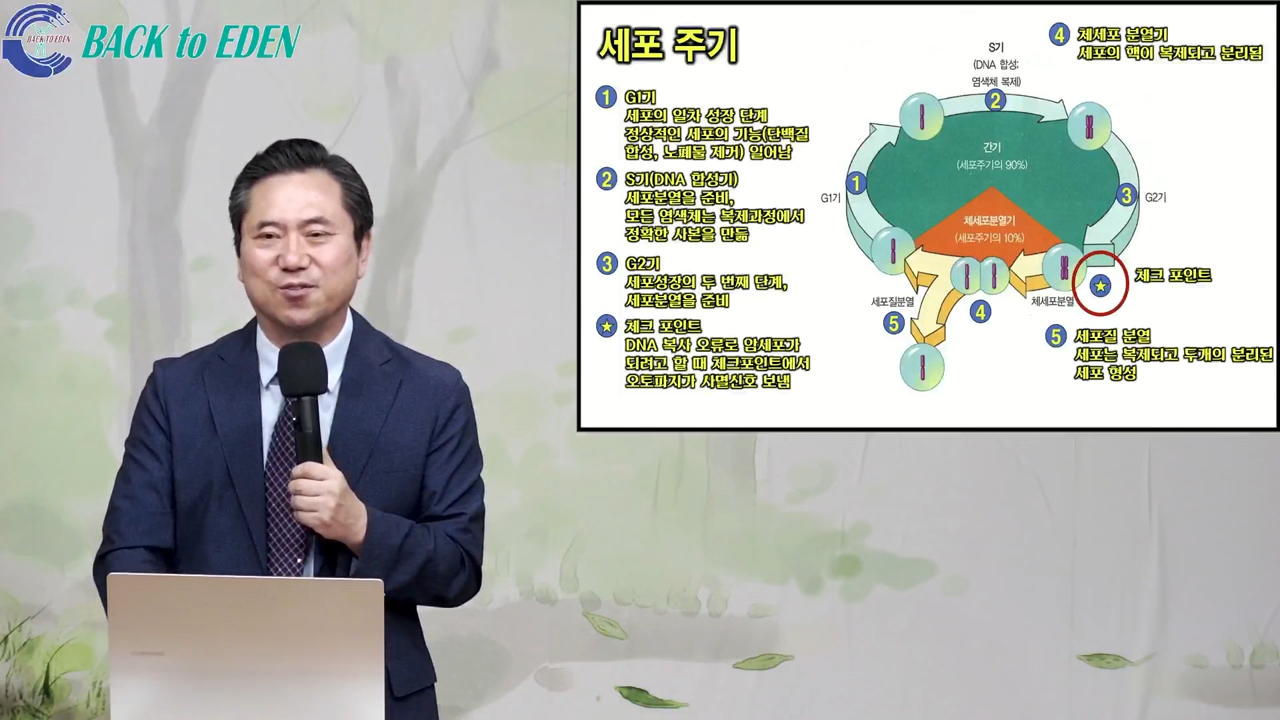 BACK TO EDEN
BACK to EDEN
세포 주기
1 G1기
세포의 일차 성장 단계
정상적인 세포의 기능(단백질
합성, 노폐물 제거) 일어남
2 S기(DNA 합성기)
세포분열을 준비,
모든 염색체는 복제과정에서
정확한 사본을 만듦
3 G2기
세포성장의 두 번째 단계,
세포분열을 준비
체크 포인트
DNA 복사 오류로 암세포가
되려고 할 때 체크포인트에서
오토파지가 사멸신호 보냄
S기
(DNA 합성;
염색체 복제)
2
간기
(세포주기의 90%)
1
G1기
3
G2기
체세포분열기
(세포주기의 10%)
세포질분열
5
4
체세포분열
체크 포인트
4 체세포 분열기
세포의 핵이 복제되고 분리됨
5 세포질 분열
세포는 복제되고 두개의 분리된
세포 형성